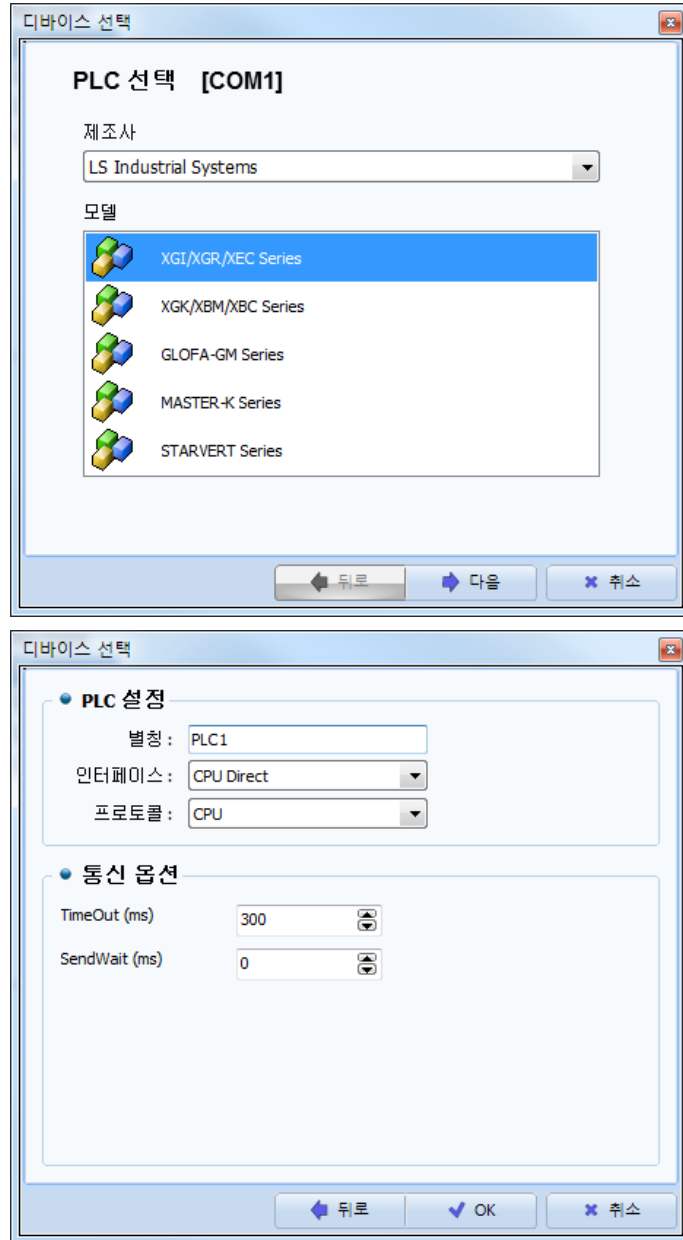 디바이스 선택
PLC 선택 [COM1]
제조사
LS Industrial Systems
모델
XGI/XGR/XEC Series
XGK/XBM/XBC Series
GLOFA-GM Series
MASTER-K Series
STARVERT Series
뒤로 다음 취소
디바이스 선택
PLC 설정
별칭 : PLC1
인터페이스 : CPU Direct
프로토콜 : CPU
통신 옵션
TimeOut (ms) 300
SendWait (ms) 0
뒤로 OK 취소